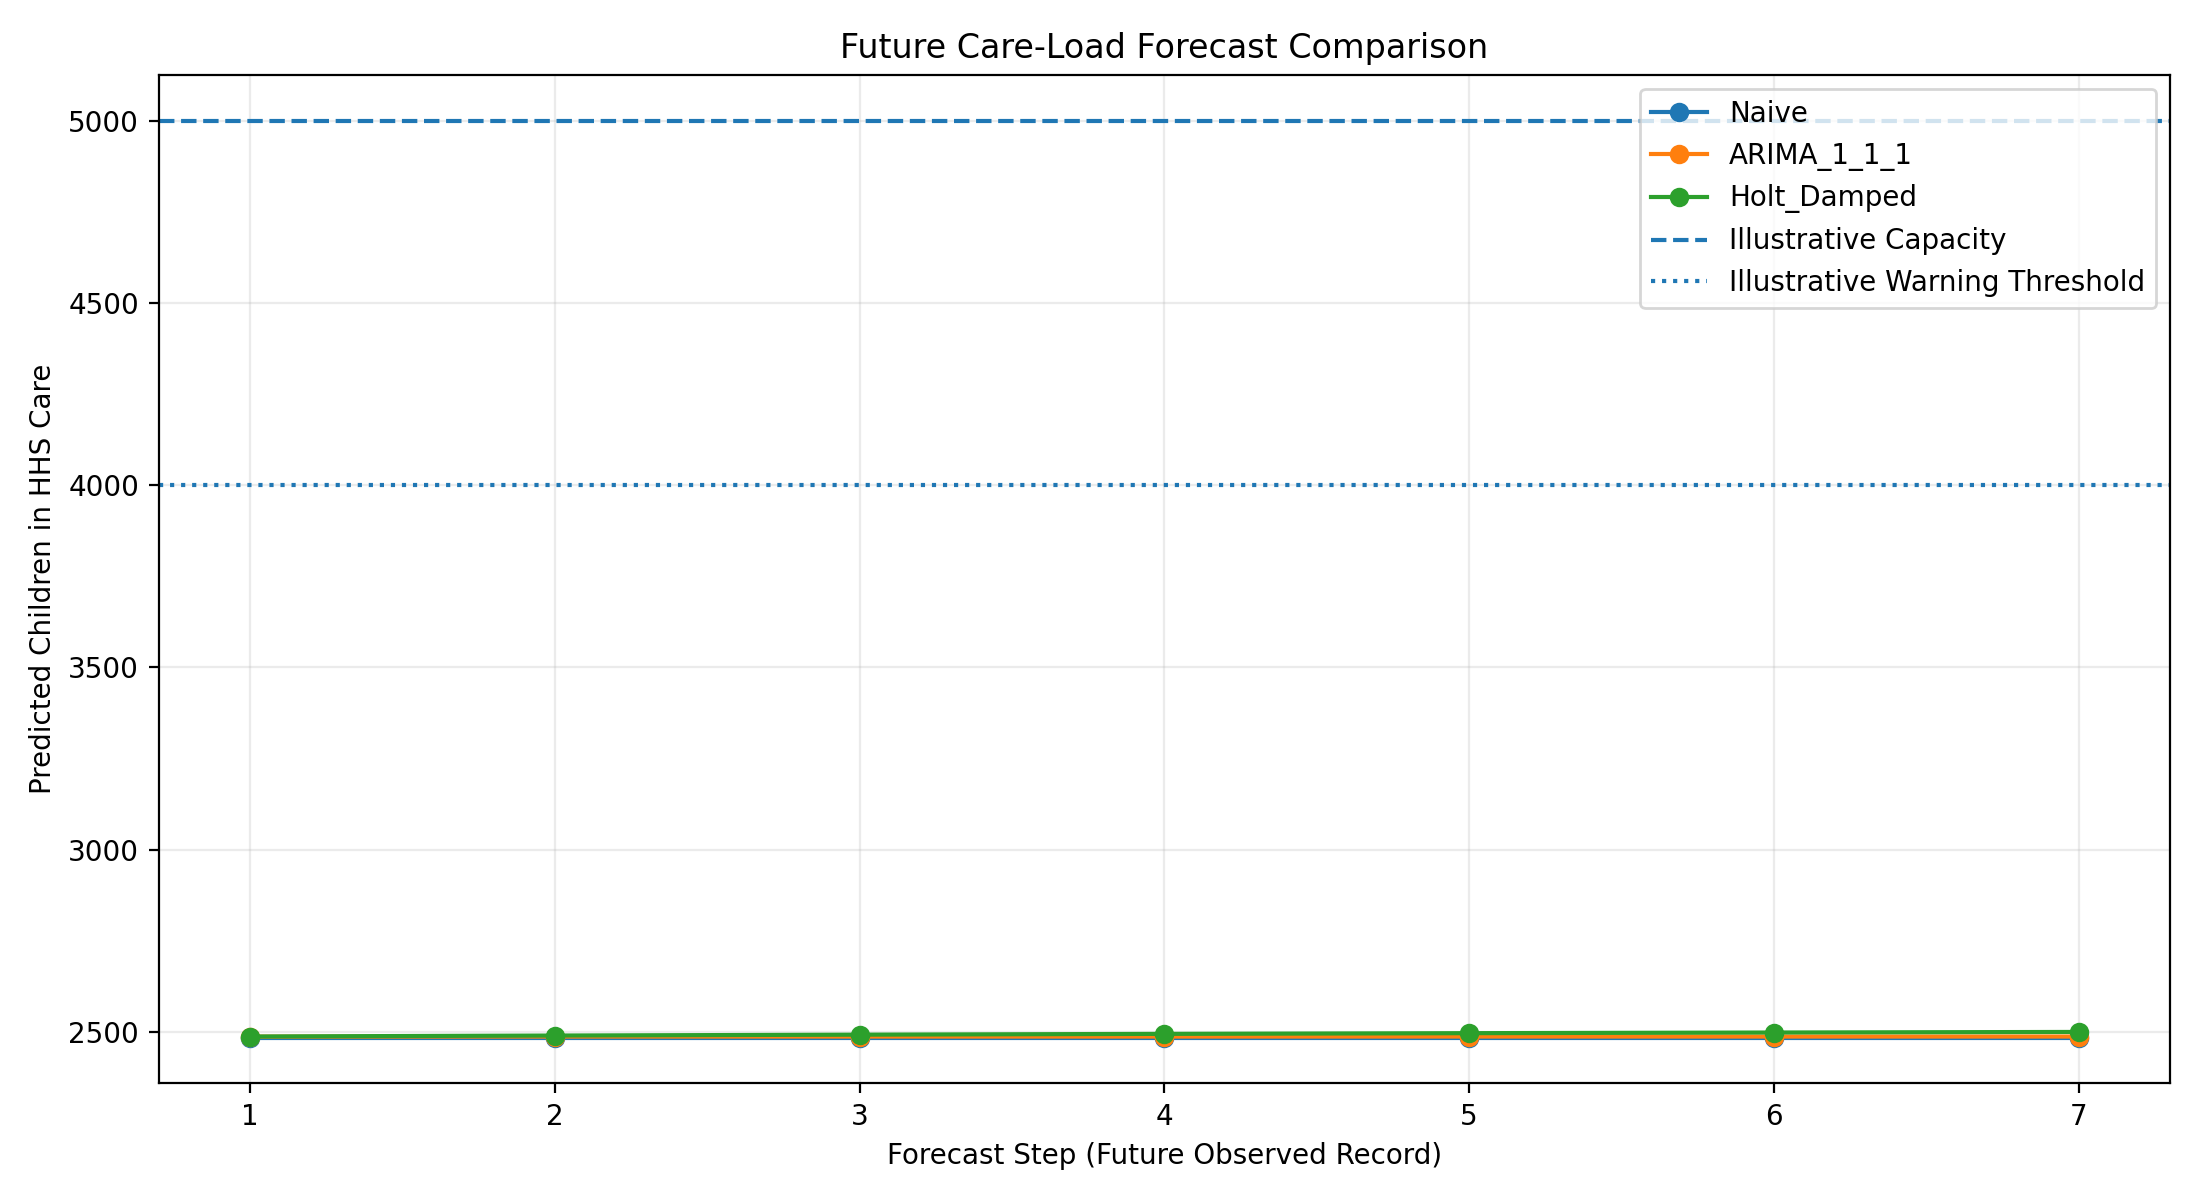 Future Care-Load Forecast Comparison
Predicted Children in HHS Care
5000
4500
4000
3500
3000
2500
Naive
ARIMA_1_1_1
Holt_Damped
Illustrative Capacity
Illustrative Warning Threshold
1 2 3 4 5 6 7
Forecast Step (Future Observed Record)